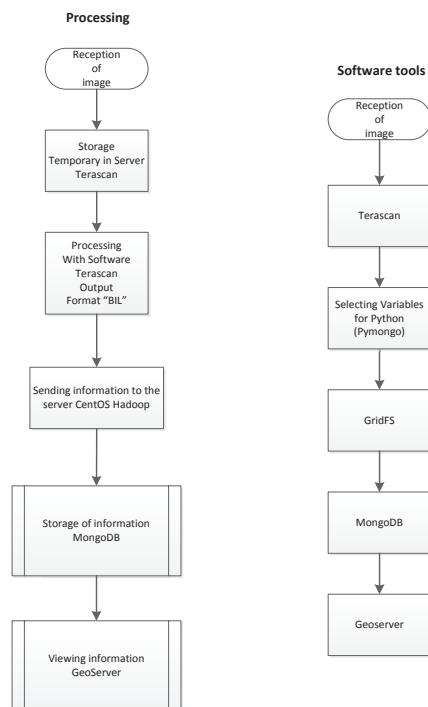 Processing
Reception
of
image
Storage
Temporary in Server
Terascan
Processing
With Software
Terascan
Output
Format “BIL”
Sending information to the
server CentOS Hadoop
Storage of information
MongoDB
Viewing information
GeoServer
Software tools
Reception
of
image
Terascan
Selecting Variables
for Python
(Pymongo)
GridFS
MongoDB
Geoserver